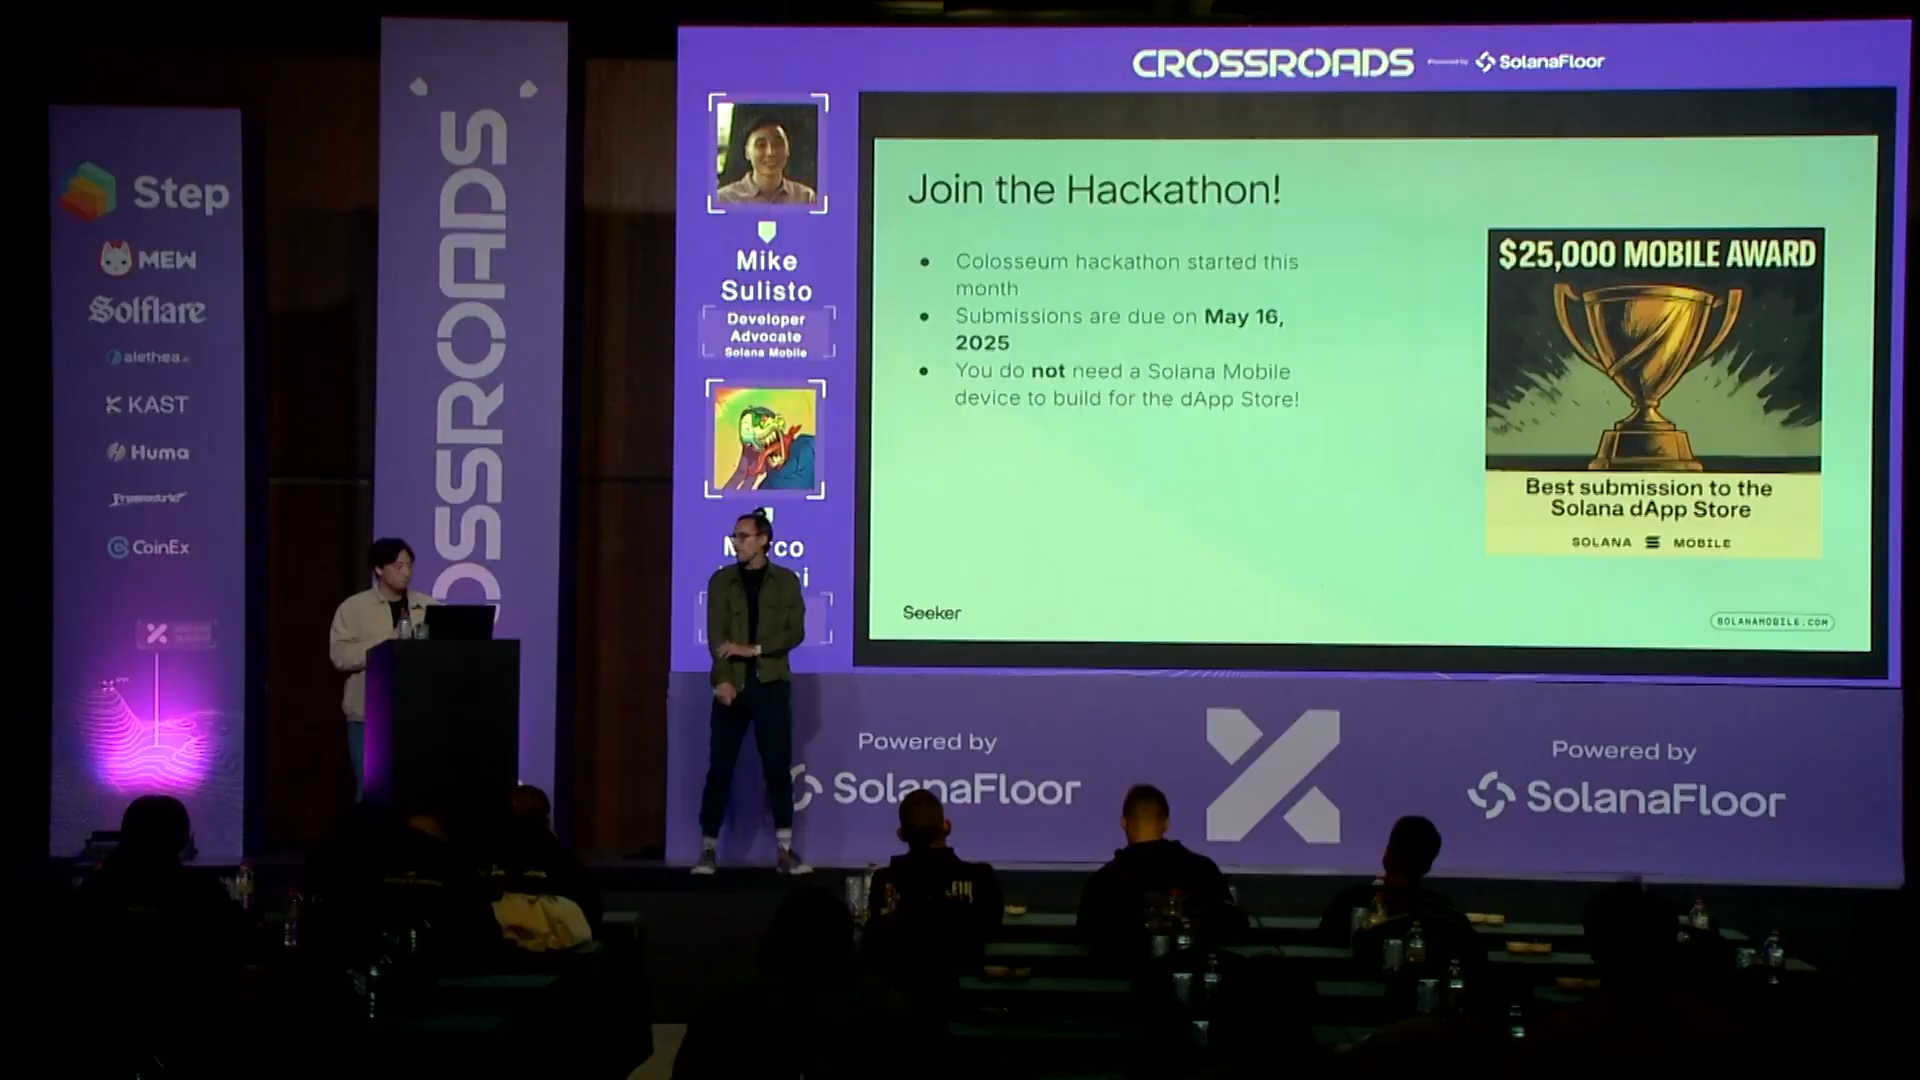 CROSSROADS
Powered by
SolanaFloor
Step
MEW
Solflare
alethea
KAST
Huma
CoinEx
OSSROADS
Mike
Sulisto
Developer
Advocate
Solana Mobile
Join the Hackathon!
Colosseum hackathon started this
month
Submissions are due on May 16,
2025
You do not need a Solana Mobile
device to build for the dApp Store!
$25,000 MOBILE AWARD
Best submission to the
Solana dApp Store
SOLANA MOBILE
Seeker
SOLANAMOBILE.COM
Powered by
SolanaFloor
Powered by
SolanaFloor